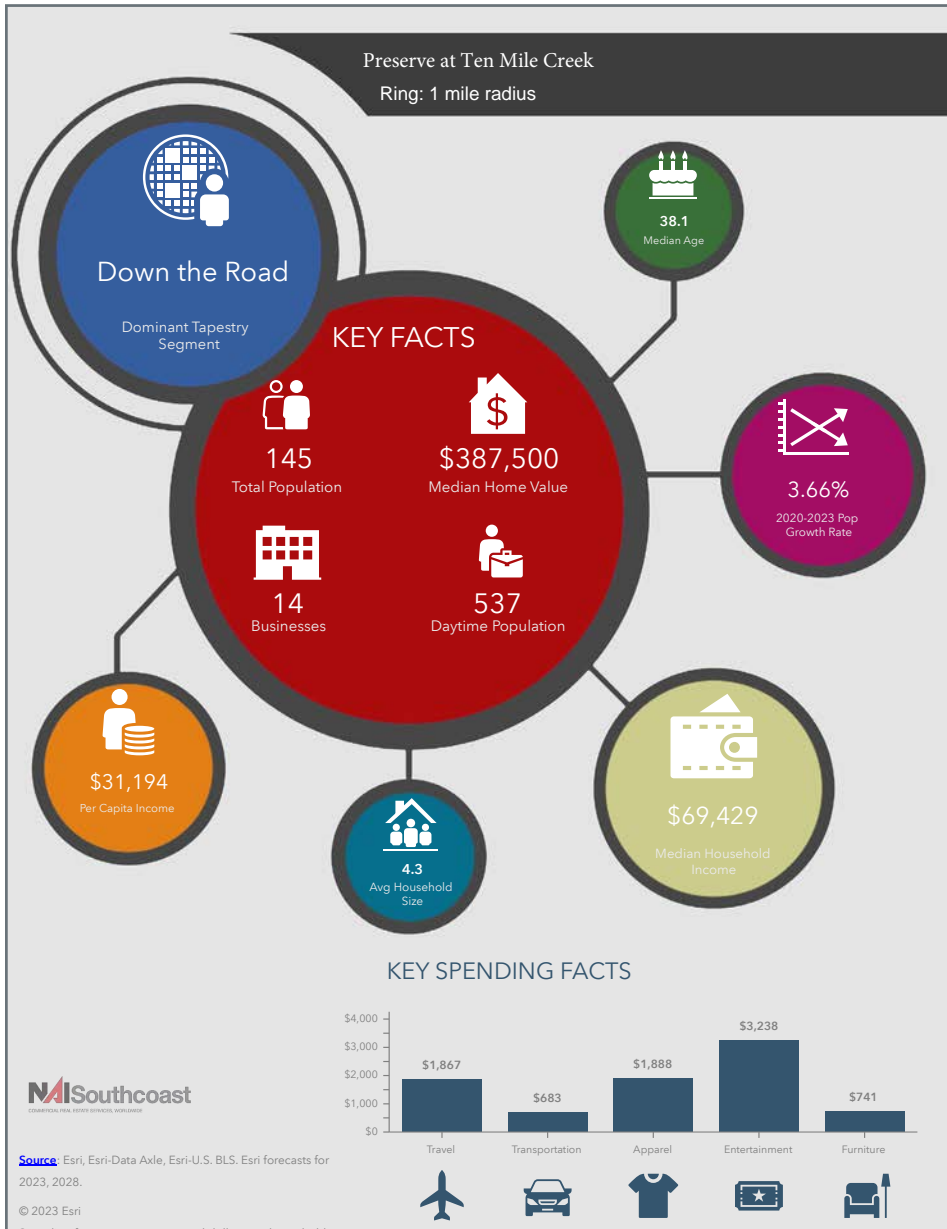 Preserve at Ten Mile Creek
Ring: 1 mile radius
Down the Road
Dominant Tapestry
Segment
38.1
Median Age
KEY FACTS
145
Total Population
$387,500
Median Home Value
14
Businesses
537
Daytime Population
3.66%
2020-2023 Pop
Growth Rate
$31,194
Per Capita Income
4.3
Avg Household
Size
$69,429
Median Household
Income
KEY SPENDING FACTS
$4,000
$3,000
$2,000
$1,000
$0
$1,867
$683
$1,888
$3,238
$741
Travel
Transportation
Apparel
Entertainment
Furniture
NAISouthcoast
COMMERCIAL REAL ESTATE SERVICES, WORLDWIDE
Source: Esri, Esri-Data Axle, Esri-U.S. BLS. Esri forecasts for
2023, 2028.
© 2023 Esri